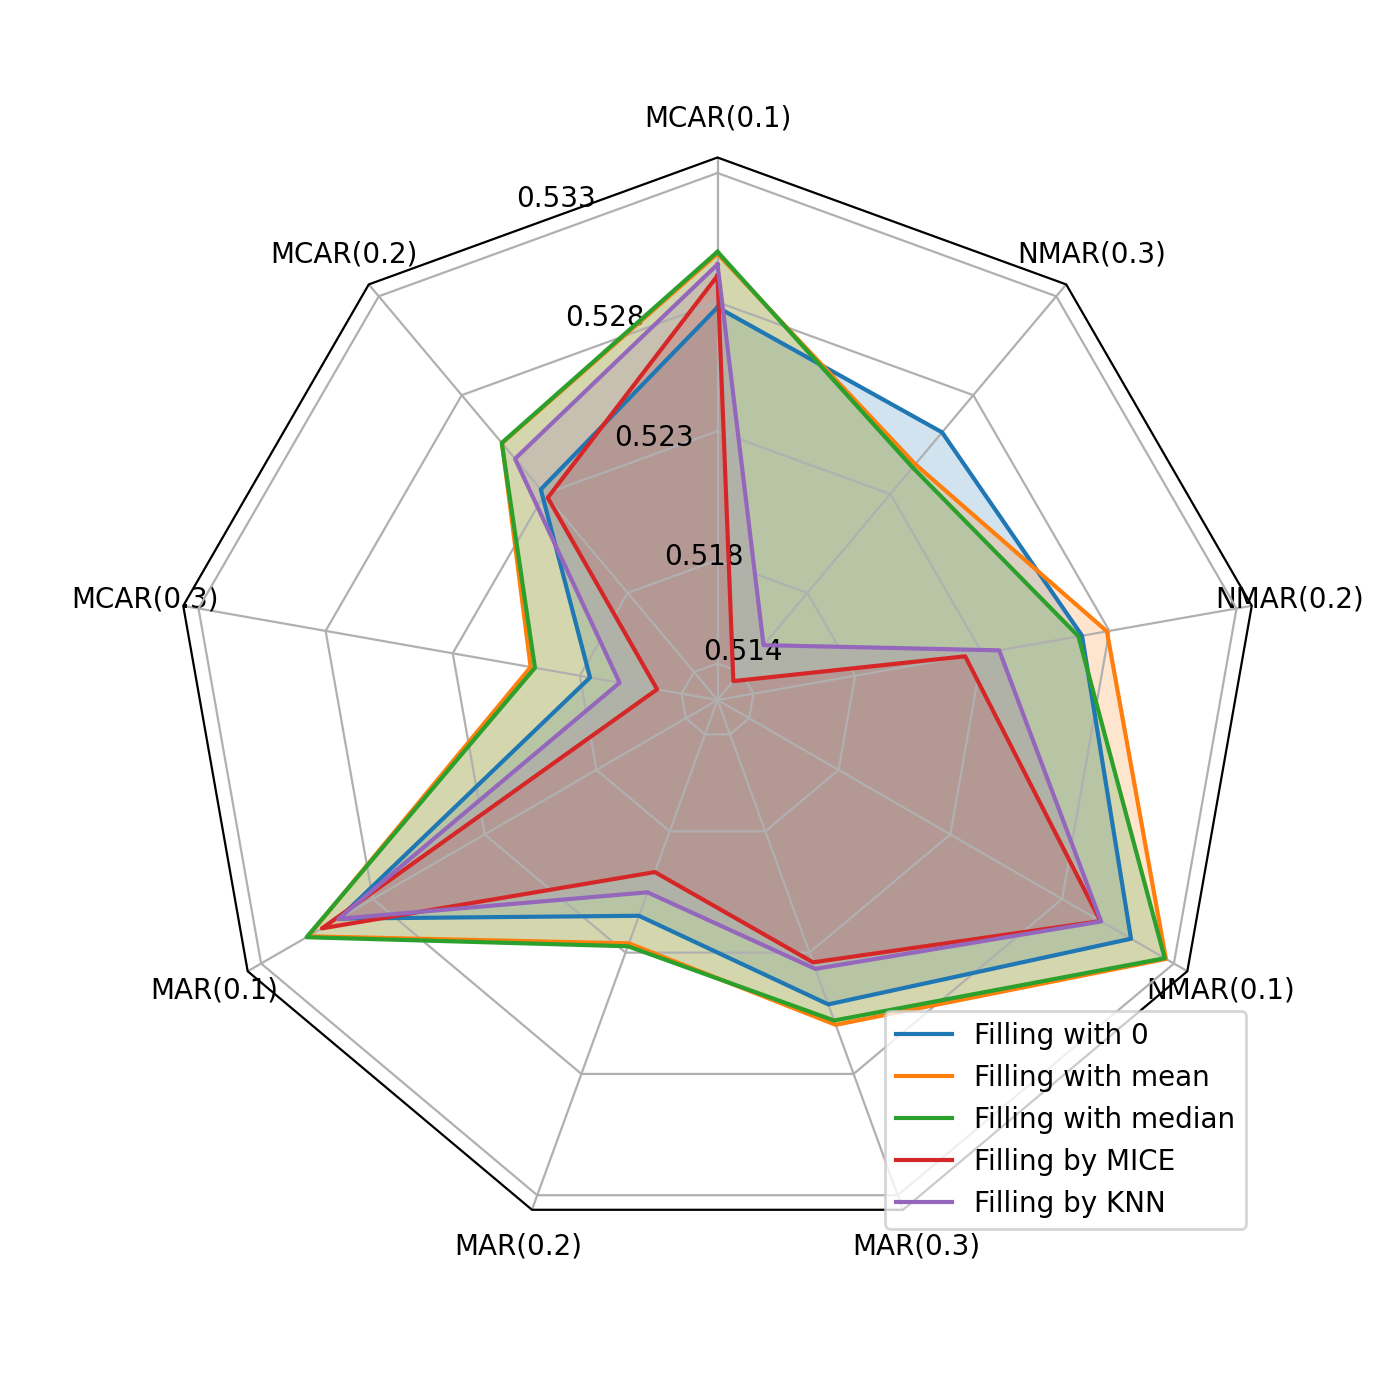 MCAR(0.1)
0.533
MCAR(0.2)
NMAR(0.3)
0.528
0.523
0.518
MCAR(0.3)
NMAR(0.2)
0.514
MAR(0.1)
NMAR(0.1)
Filling with 0
Filling with mean
Filling with median
Filling by MICE
Filling by KNN
MAR(0.2)
MAR(0.3)